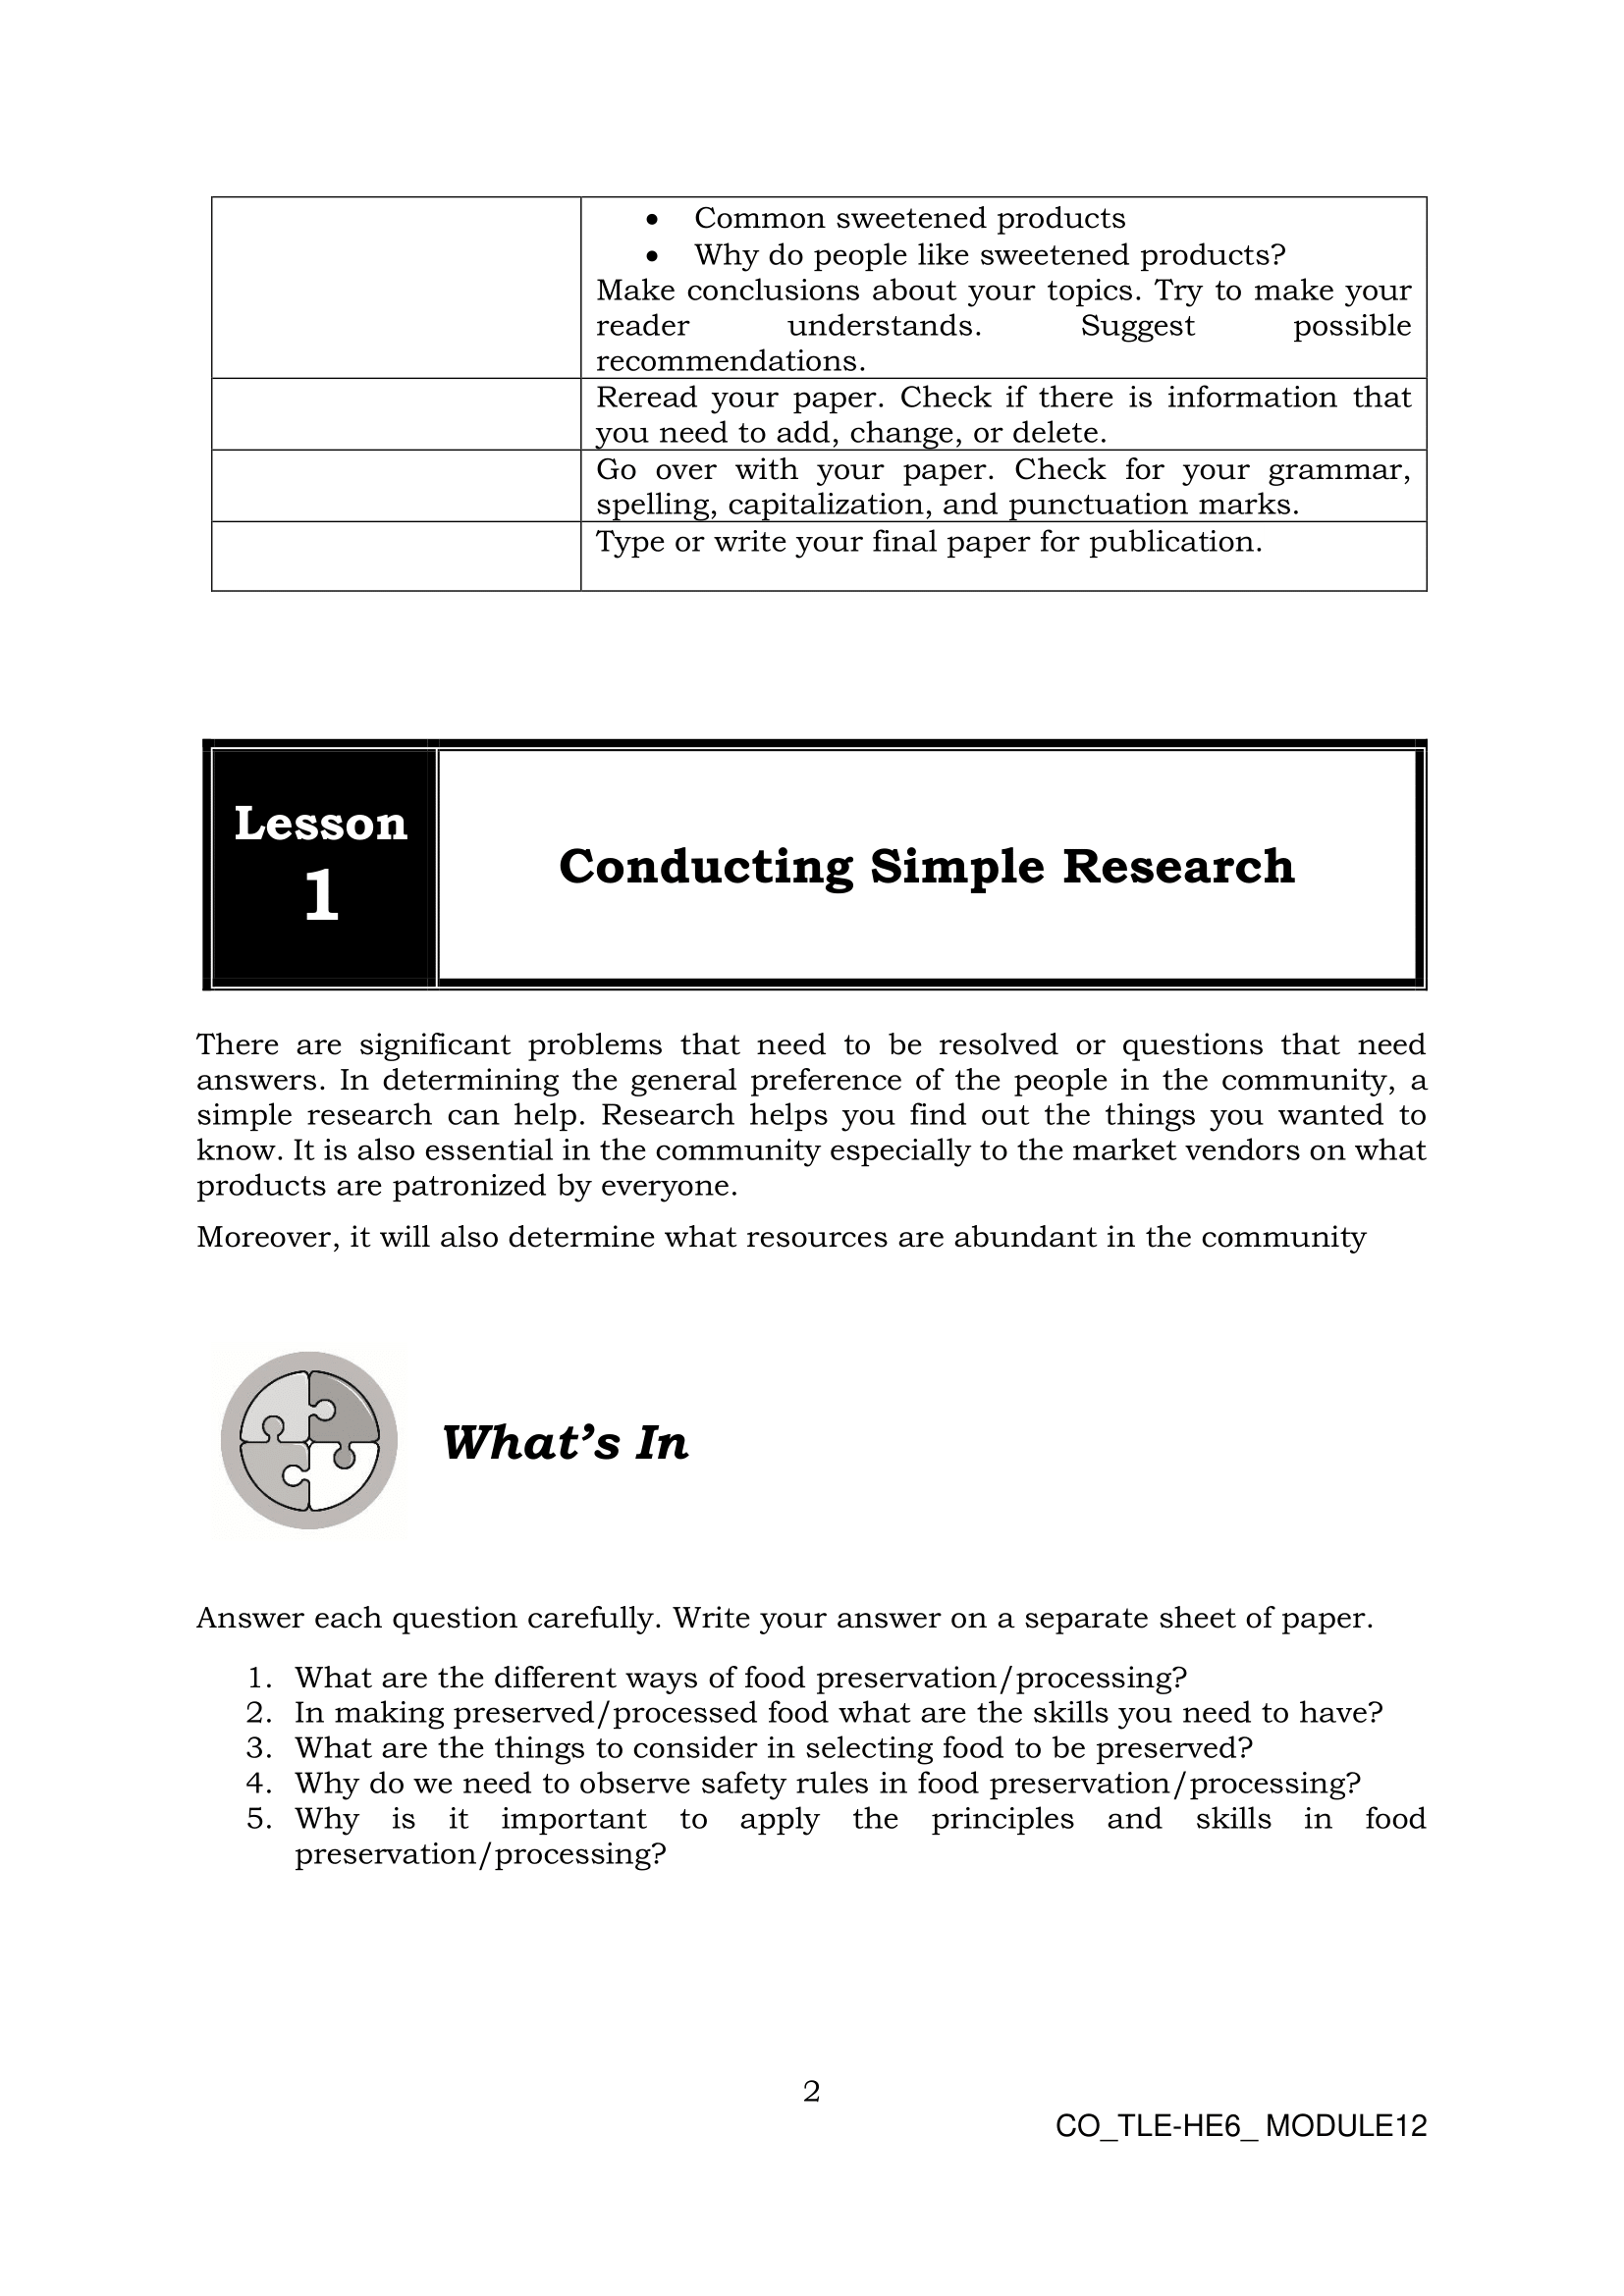 • Common sweetened products
• Why do people like sweetened products?
Make conclusions about your topics. Try to make your
reader understands. Suggest possible
recommendations.
Reread your paper. Check if there is information that
you need to add, change, or delete.
Go over with your paper. Check for your grammar,
spelling, capitalization, and punctuation marks.
Type or write your final paper for publication.
Lesson
1
Conducting Simple Research
There are significant problems that need to be resolved or questions that need
answers. In determining the general preference of the people in the community, a
simple research can help. Research helps you find out the things you wanted to
know. It is also essential in the community especially to the market vendors on what
products are patronized by everyone.
Moreover, it will also determine what resources are abundant in the community
What’s In
Answer each question carefully. Write your answer on a separate sheet of paper.
1. What are the different ways of food preservation/processing?
2. In making preserved/processed food what are the skills you need to have?
3. What are the things to consider in selecting food to be preserved?
4. Why do we need to observe safety rules in food preservation/processing?
5. Why is it important to apply the principles and skills in food
preservation/processing?
2
CO_TLE-HE6_ MODULE12